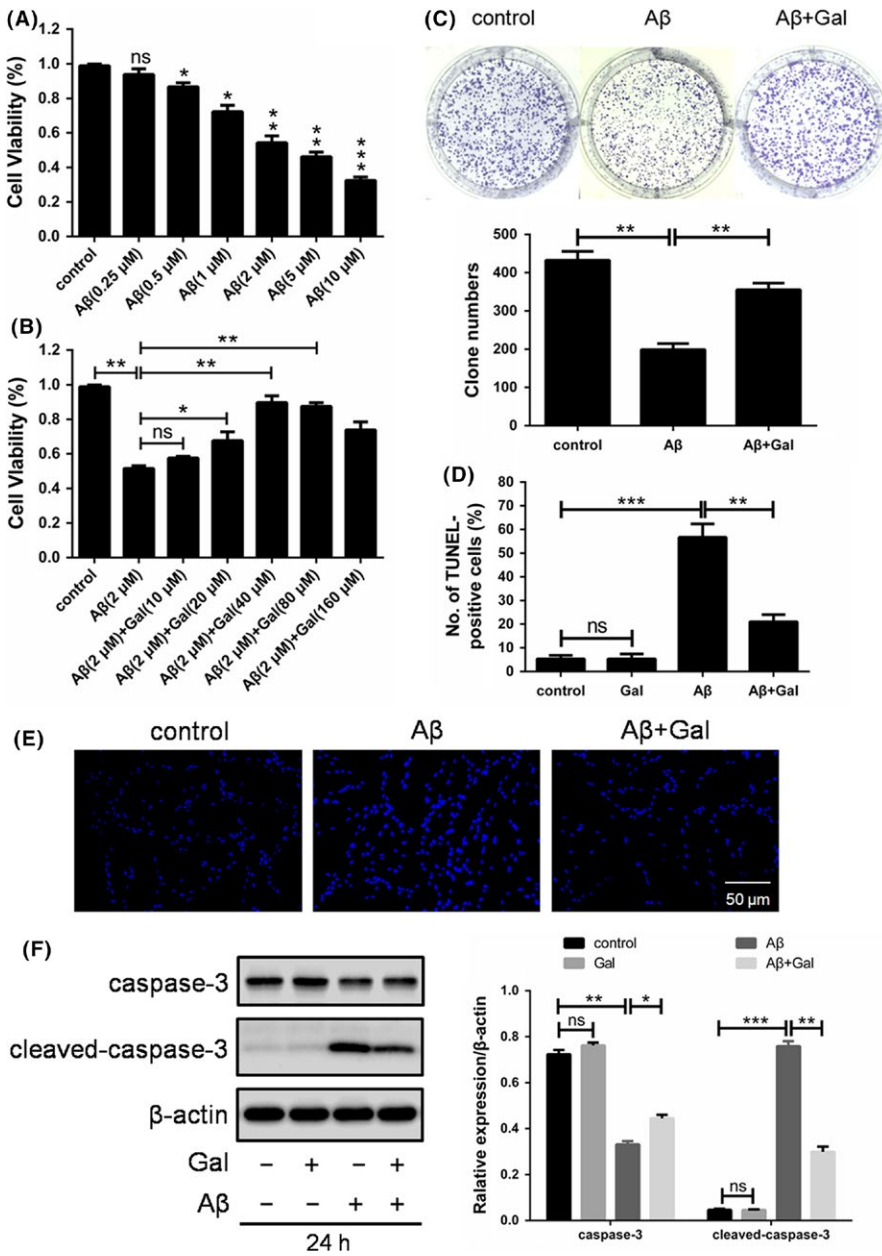 (A)
Cell Vlability (%)
1.2
1.0
0.8
0.6
0.4
0.2
0.0
ns
*
*
**
**
***
control
Aβ(0.25 μM)
Aβ(0.5 μM)
Aβ(1 μM)
Aβ(2 μM)
Aβ(5 μM)
Aβ(10 μM)
(B)
Cell Vlability (%)
1.2
1.0
0.8
0.6
0.4
0.2
0.0
**
**
**
*
ns
control
Aβ(2 μM)
Aβ(2 μM)+Gal(10 μM)
Aβ(2 μM)+Gal(20 μM)
Aβ(2 μM)+Gal(40 μM)
Aβ(2 μM)+Gal(80 μM)
Aβ(2 μM)+Gal(160 μM)
(C)
control Aβ Aβ+Gal
Clone numbers
500
400
300
200
100
0
** **
control Aβ Aβ+Gal
(D)
No. of TUNEL-
positive cells (%)
80
70
60
50
40
30
20
10
0
*** **
ns
control Gal Aβ Aβ+Gal
(E)
control Aβ Aβ+Gal
50 μm
(F)
caspase-3
cleaved-caspase-3
β-actin
Gal − + − +
Aβ − − + +
24 h
control Aβ
Gal Aβ+Gal
Ralative expression/β-actin
1.0
0.8
0.6
0.4
0.2
0.0
** *
ns
*** **
ns
caspase-3 cleaved-caspase-3